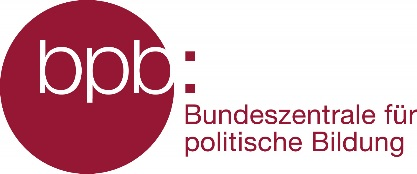 bpb:
Bundeszentrale für
politische Bildung